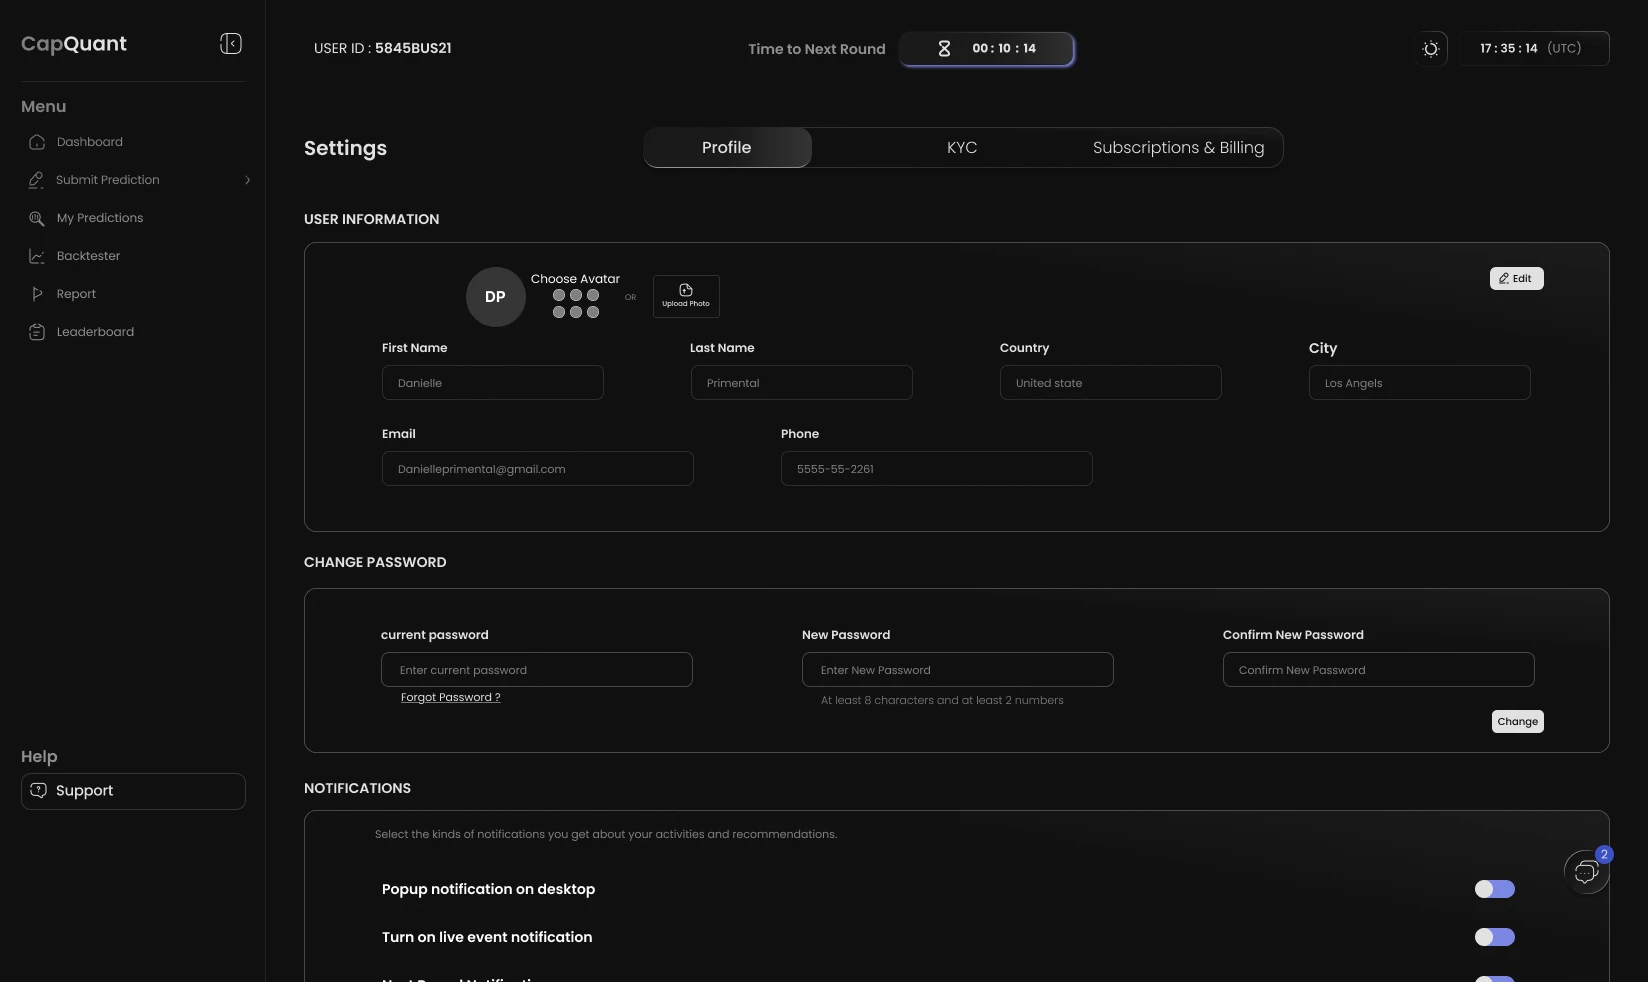 CapQuant
USER ID : 5845BUS21
Time to Next Round
00 : 10 : 14
17 : 35 : 14 (UTC)
Menu
Dashboard
Submit Prediction
My Predictions
Backtester
Report
Leaderboard
Help
Support
Settings
Profile
KYC
Subscriptions & Billing
USER INFORMATION
DP
Choose Avatar
OR
Upload Photo
Edit
First Name
Last Name
Country
City
Danielle
Primental
United state
Los Angels
Email
Phone
Danielleprimental@gmail.com
5555-55-2261
CHANGE PASSWORD
current password
New Password
Confirm New Password
Enter current password
Enter New Password
Confirm New Password
Forgot Password ?
At least 8 characters and at least 2 numbers
Change
NOTIFICATIONS
Select the kinds of notifications you get about your activities and recommendations.
2
Popup notification on desktop
Turn on live event notification